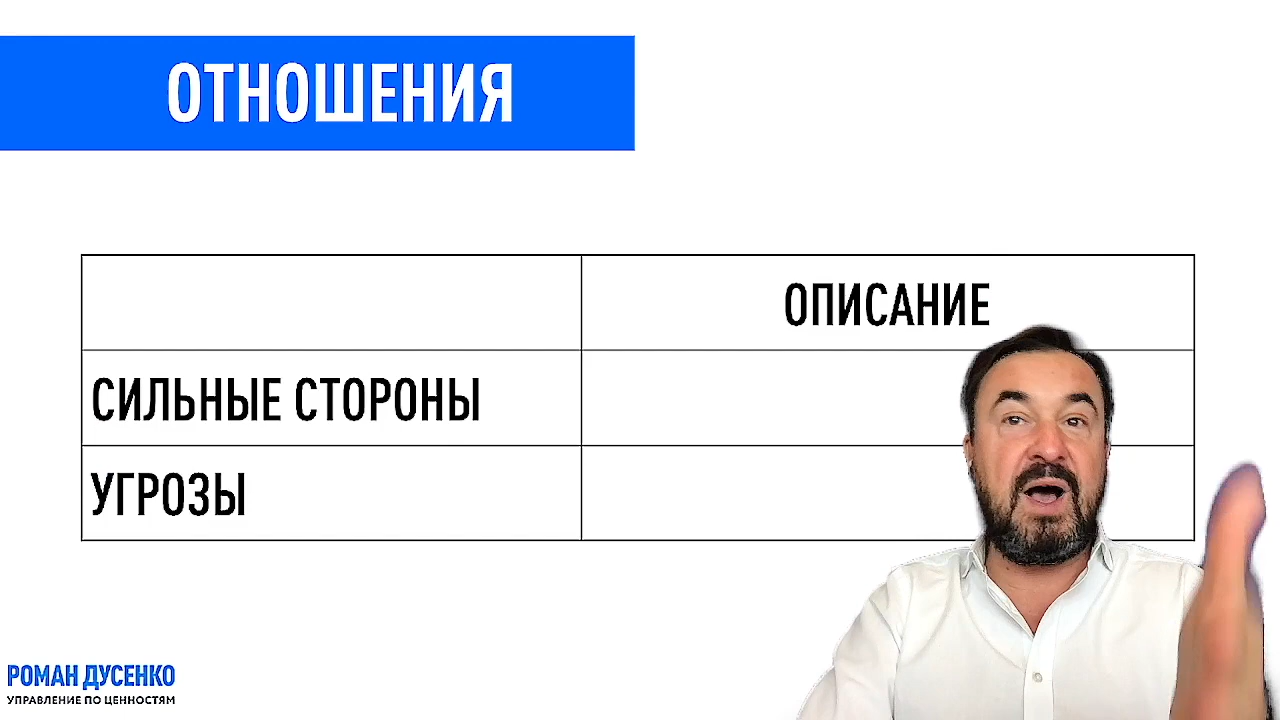 ОТНОШЕНИЯ
ОПИСАНИЕ
СИЛЬНЫЕ СТОРОНЫ
УГРОЗЫ
РОМАН ДУСЕНКО
УПРАВЛЕНИЕ ПО ЦЕННОСТЯМ